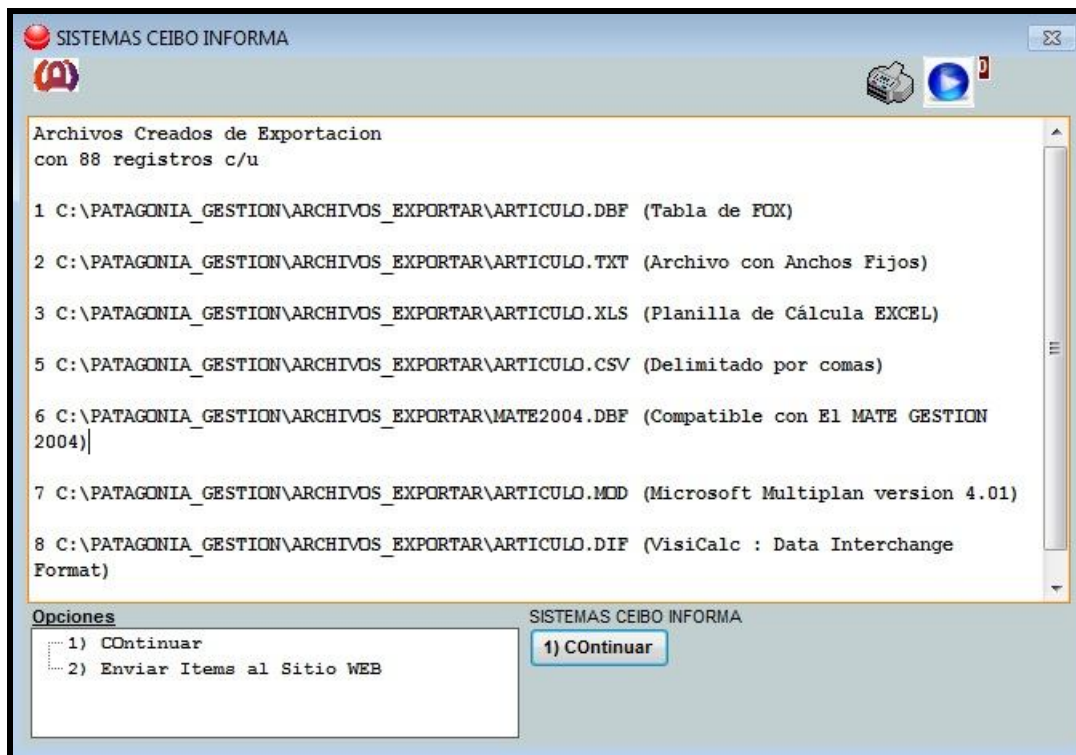 SISTEMAS CEIBO INFORMA
Archivos Creados de Exportacion
con 88 registros c/u
1 C:\PATAGONIA_GESTION\ARCHIVOS_EXPORTAR\ARTICULO.DBF (Tabla de FOX)
2 C:\PATAGONIA_GESTION\ARCHIVOS_EXPORTAR\ARTICULO.TXT (Archivo con Anchos Fijos)
3 C:\PATAGONIA_GESTION\ARCHIVOS_EXPORTAR\ARTICULO.XLS (Planilla de Cálcula EXCEL)
5 C:\PATAGONIA_GESTION\ARCHIVOS_EXPORTAR\ARTICULO.CSV (Delimitado por comas)
6 C:\PATAGONIA_GESTION\ARCHIVOS_EXPORTAR\MATE2004.DBF (Compatible con El MATE GESTION
2004)
7 C:\PATAGONIA_GESTION\ARCHIVOS_EXPORTAR\ARTICULO.MOD (Microsoft Multiplan version 4.01)
8 C:\PATAGONIA_GESTION\ARCHIVOS_EXPORTAR\ARTICULO.DIF (VisiCalc : Data Interchange
Format)
Opciones
1) COntinuar
2) Enviar Items al Sitio WEB
SISTEMAS CEIBO INFORMA
1) COntinuar